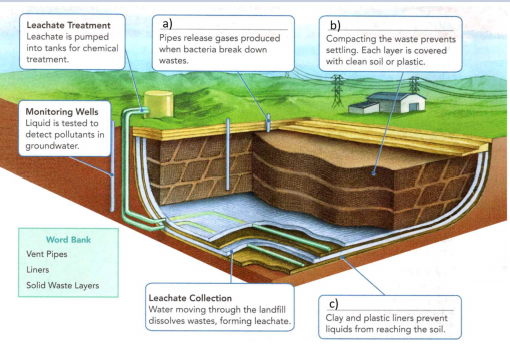 Leachate Treatment
Leachate is pumped
into tanks for chemical
treatment.
a)
Pipes release gases produced
when bacteria break down
wastes.
b)
Compacting the waste prevents
settling. Each layer is covered
with clean soil or plastic.
Monitoring Wells
Liquid is tested to
detect pollutants in
groundwater.
Word Bank
Vent Pipes
Liners
Solid Waste Layers
Leachate Collection
Water moving through the landfill
dissolves wastes, forming leachate.
c)
Clay and plastic liners prevent
liquids from reaching the soil.